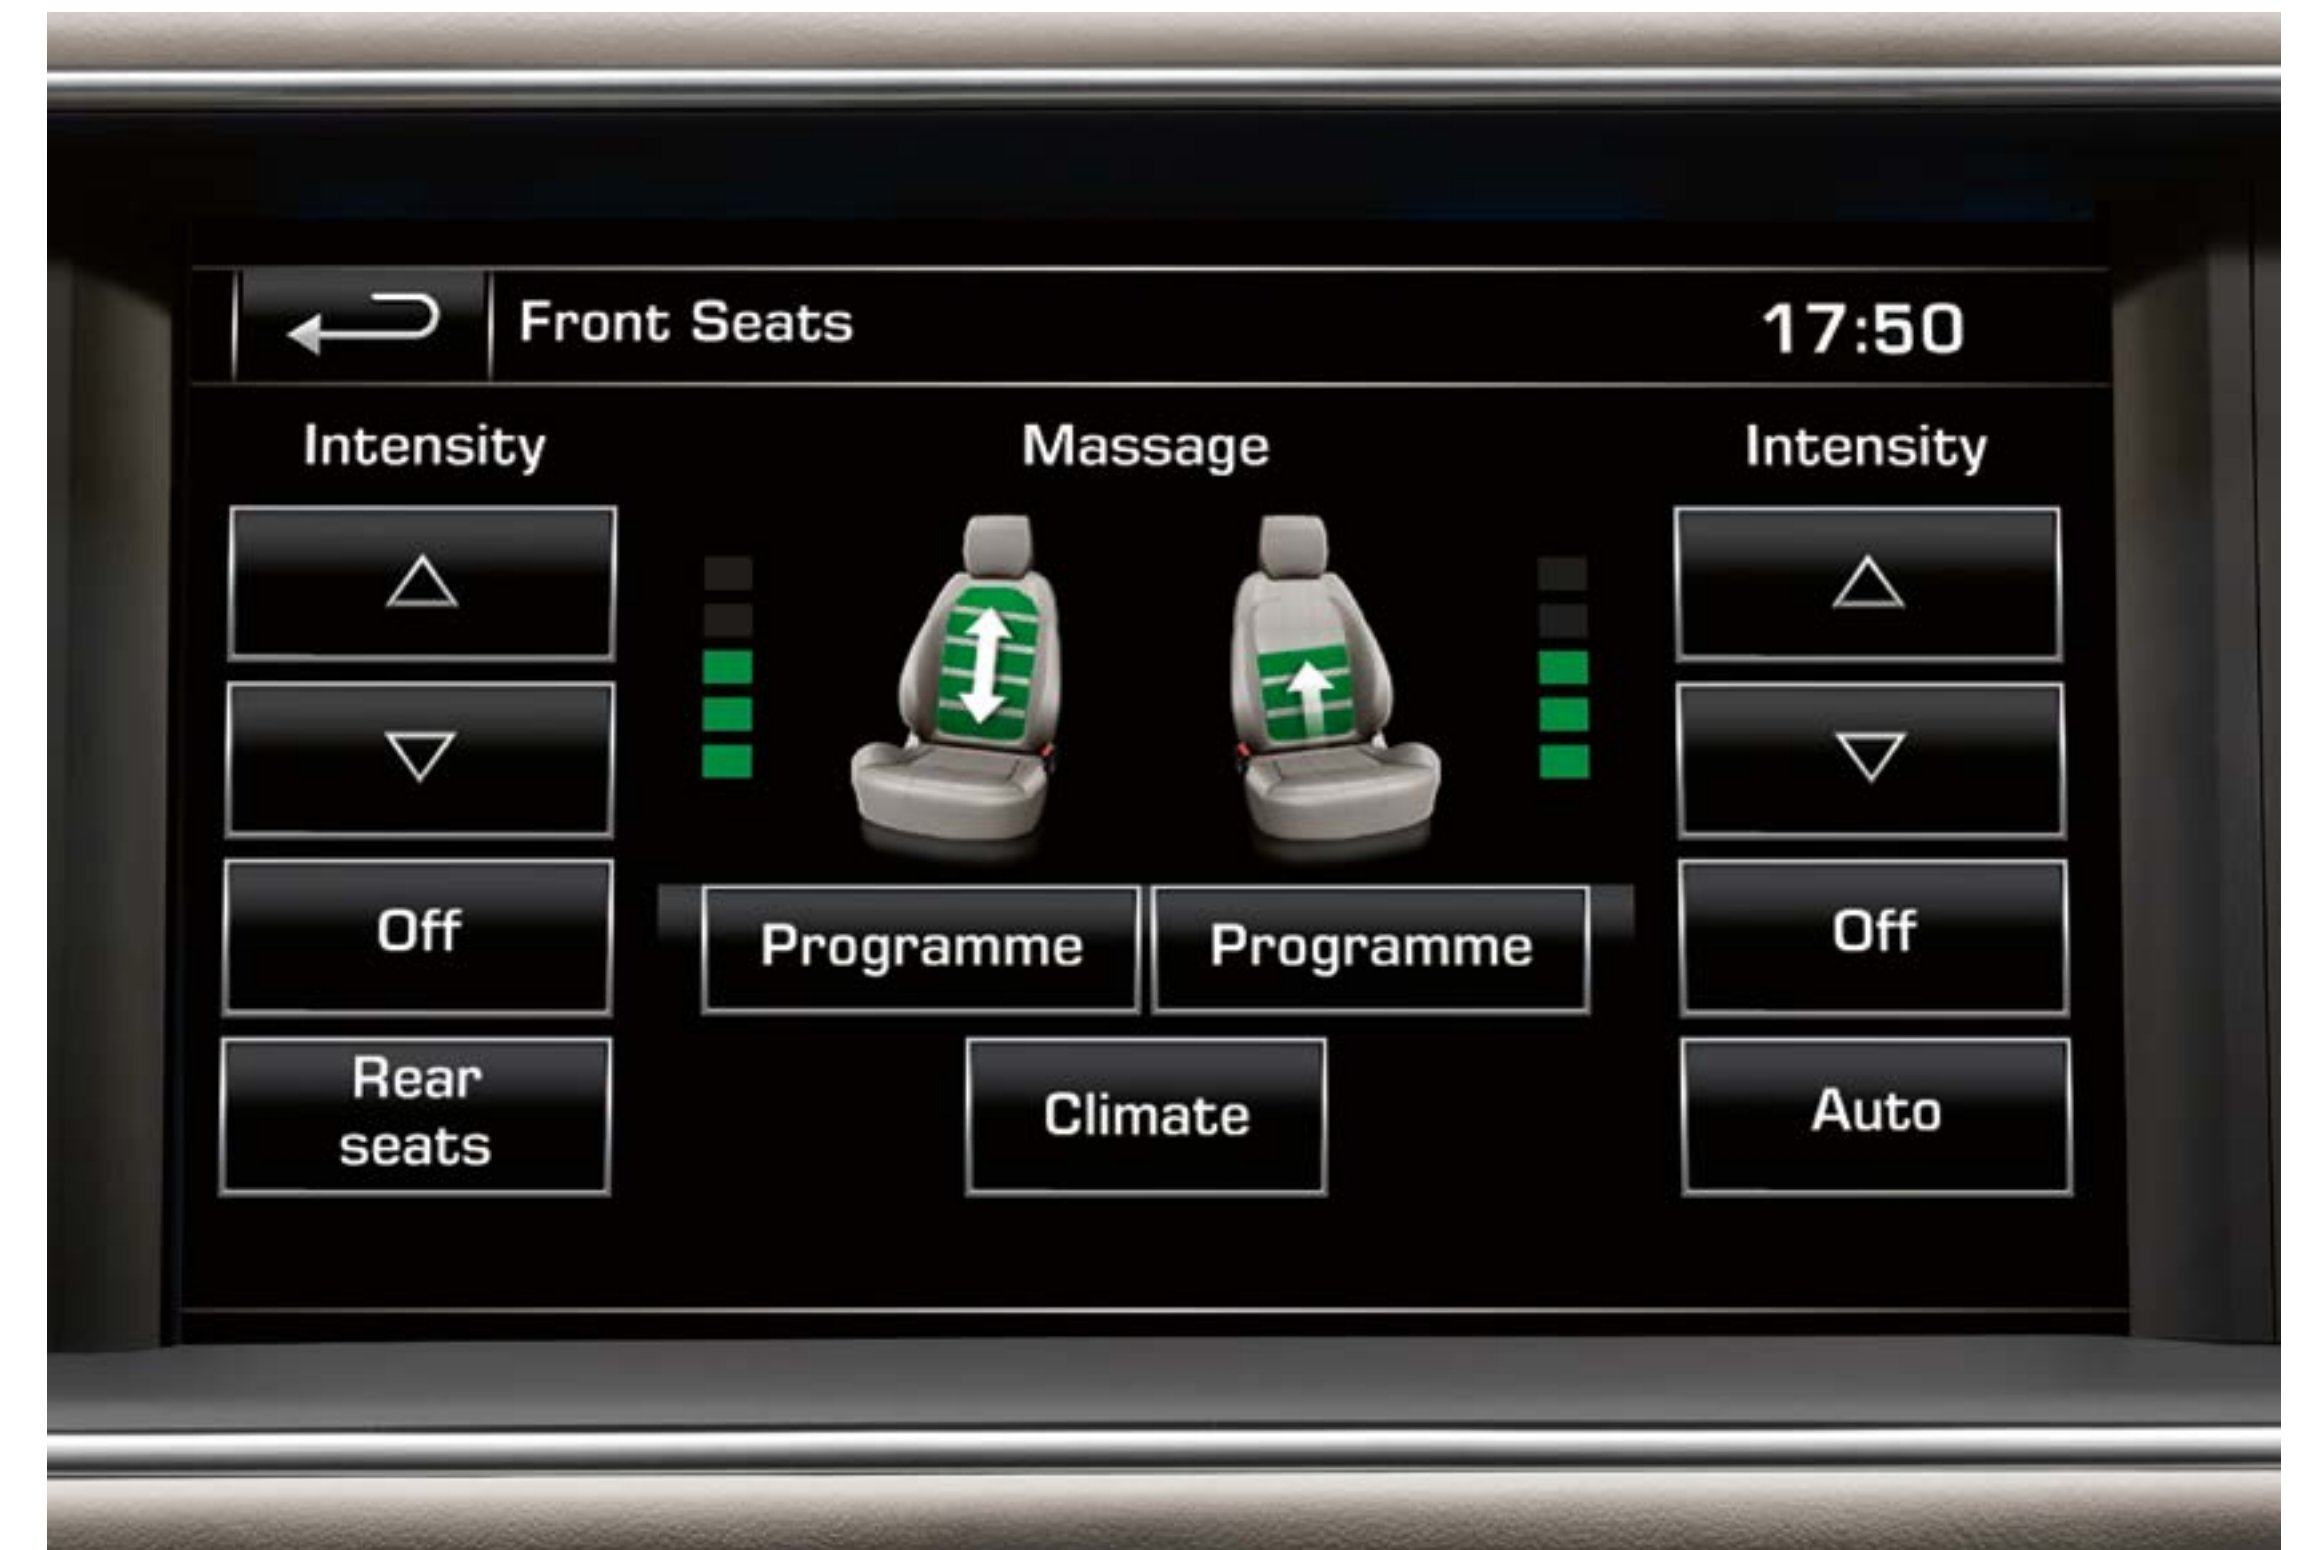 Front Seats
17:50
Intensity
Massage
Intensity
Off
Programme
Programme
Off
Rear
seats
Climate
Auto